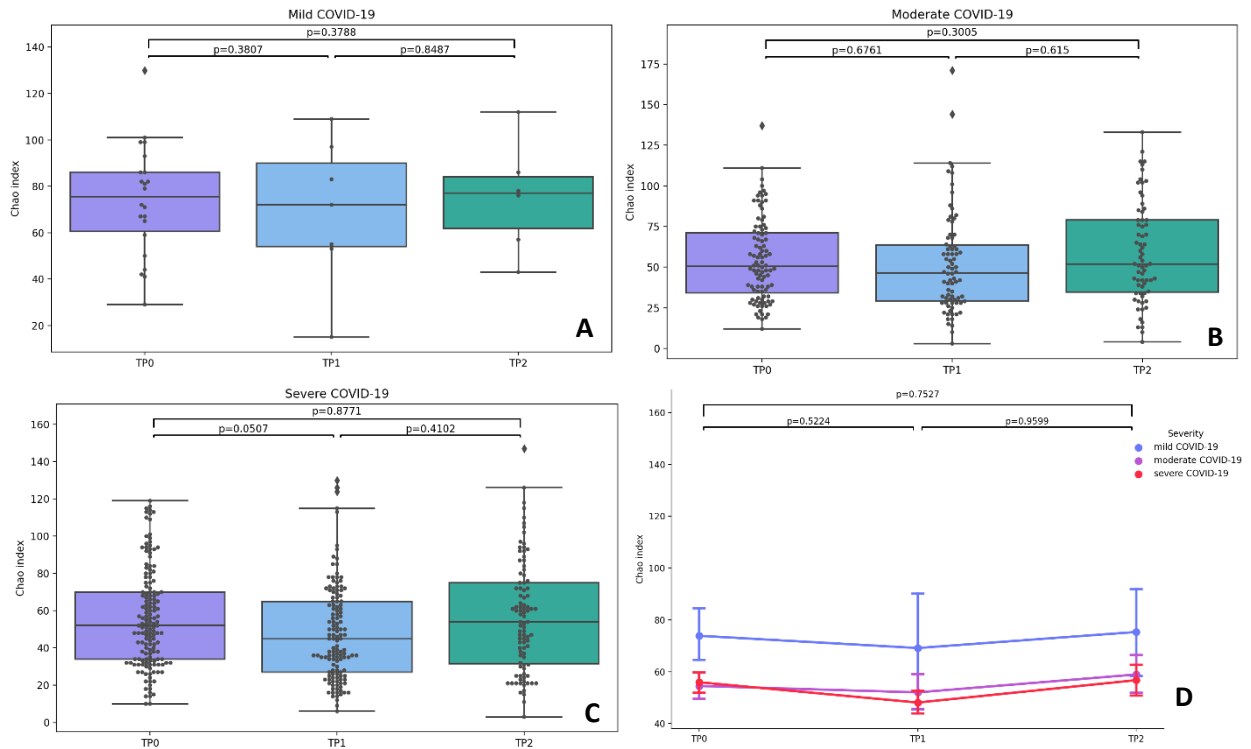 Mild COVID-19
p=0.3788
p=0.3807 p=0.8487
140
120
100
80
60
40
20
Chao index
TP0 TP1 TP2
A
Moderate COVID-19
p=0.3005
p=0.6761 p=0.615
175
150
125
100
75
50
25
0
Chao index
TP0 TP1 TP2
B
Severe COVID-19
p=0.8771
p=0.0507 p=0.4102
160
140
120
100
80
60
40
20
0
Chao index
TP0 TP1 TP2
C
p=0.7527
p=0.5224 p=0.9599
Severity
mild COVID-19
moderate COVID-19
severe COVID-19
160
140
120
100
80
60
40
Chao index
TP0 TP1 TP2
D